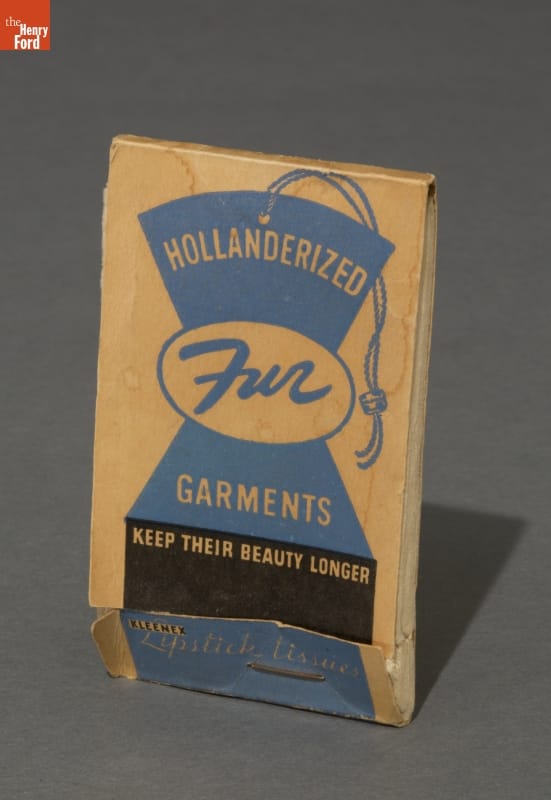 the
Henry
Ford
HOLLANDERIZED
Fur
GARMENTS
KEEP THEIR BEAUTY LONGER
KLEENEX
Lipstick tissues